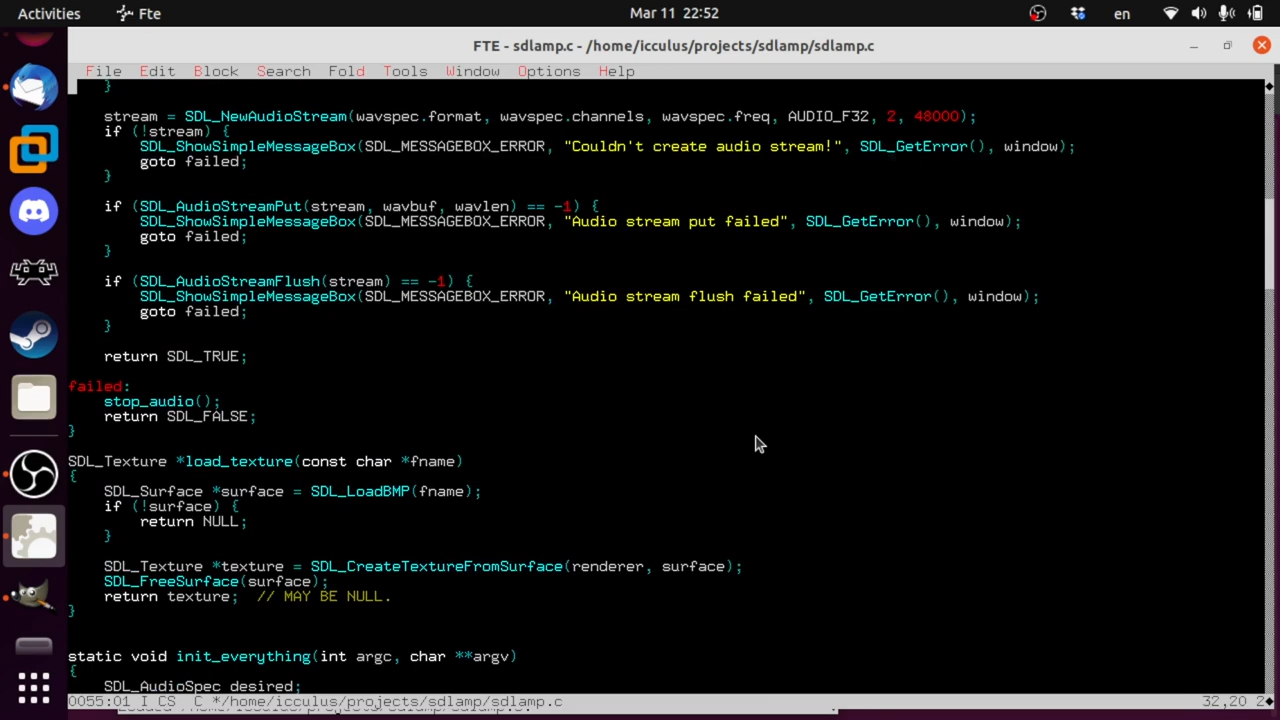 Activities
Fte
Mar 11 22:52
en
FTE - sdlamp.c - /home/icculus/projects/sdlamp/sdlamp.c
File Edit Block Search Fold Tools Window Options Help
}
stream = SDL_NewAudioStream(wavspec.format, wavspec.channels, wavspec.freq, AUDIO_F32, 2, 48000);
if (!stream) {
SDL_ShowSimpleMessageBox(SDL_MESSAGEBOX_ERROR, "Couldn't create audio stream!", SDL_GetError(), window);
goto failed;
}
if (SDL_AudioStreamPut(stream, wavbuf, wavlen) == -1) {
SDL_ShowSimpleMessageBox(SDL_MESSAGEBOX_ERROR, "Audio stream put failed", SDL_GetError(), window);
goto failed;
}
if (SDL_AudioStreamFlush(stream) == -1) {
SDL_ShowSimpleMessageBox(SDL_MESSAGEBOX_ERROR, "Audio stream flush failed", SDL_GetError(), window);
goto failed;
}
return SDL_TRUE;
failed:
stop_audio();
return SDL_FALSE;
}
SDL_Texture *load_texture(const char *fname)
{
SDL_Surface *surface = SDL_LoadBMP(fname);
if (!surface) {
return NULL;
}
SDL_Texture *texture = SDL_CreateTextureFromSurface(renderer, surface);
SDL_FreeSurface(surface);
return texture;  // MAY BE NULL.
}
static void init_everything(int argc, char **argv)
{
SDL_AudioSpec desired;
0055:01 I CS  C */home/icculus/projects/sdlamp/sdlamp.c
32,20 2